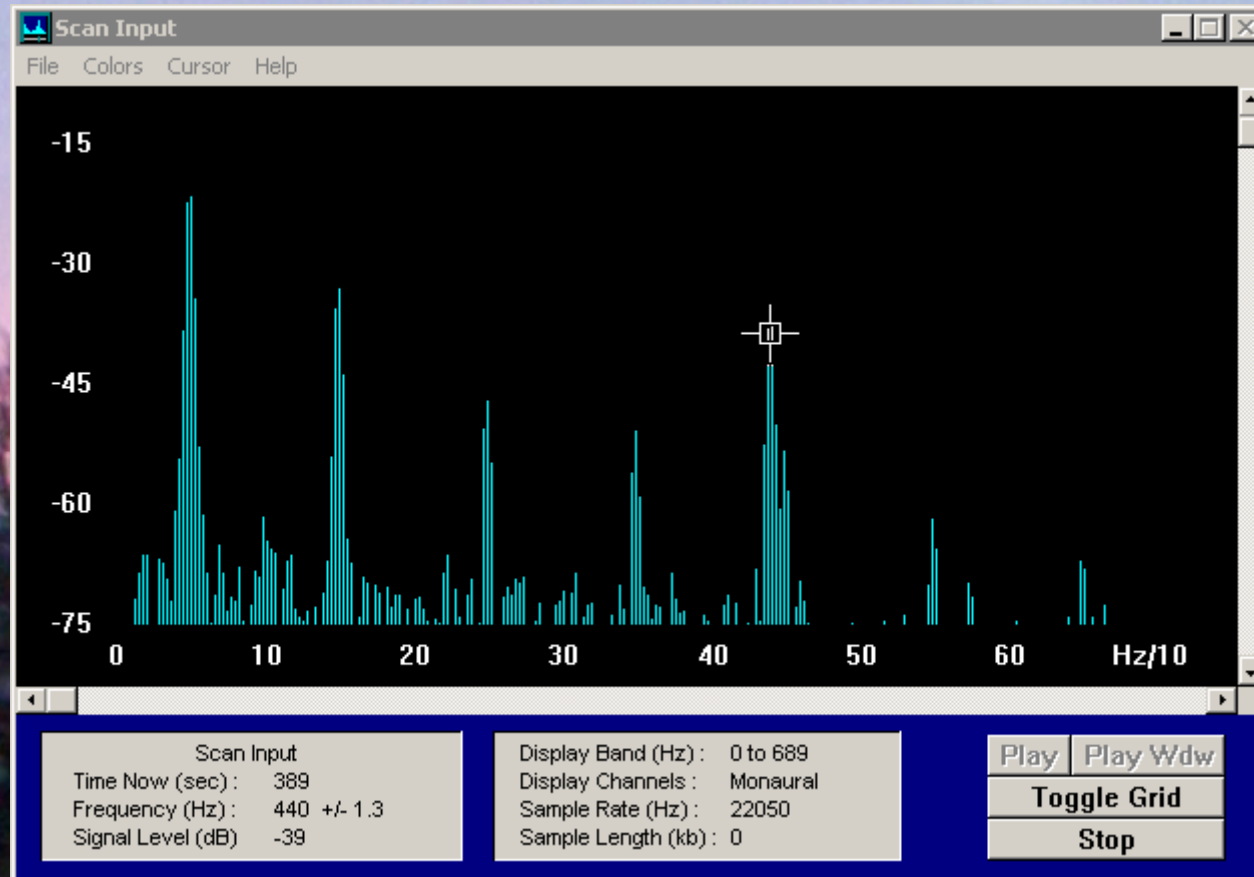 Scan Input
File Colors Cursor Help
-15
-30
-45
-60
-75
0 10 20 30 40 50 60 Hz/10
Scan Input
Time Now (sec) : 389
Frequency (Hz) : 440 +/- 1.3
Signal Level (dB) -39
Display Band (Hz) : 0 to 689
Display Channels : Monaural
Sample Rate (Hz) : 22050
Sample Length (kb) : 0
Play Play Wdw
Toggle Grid
Stop